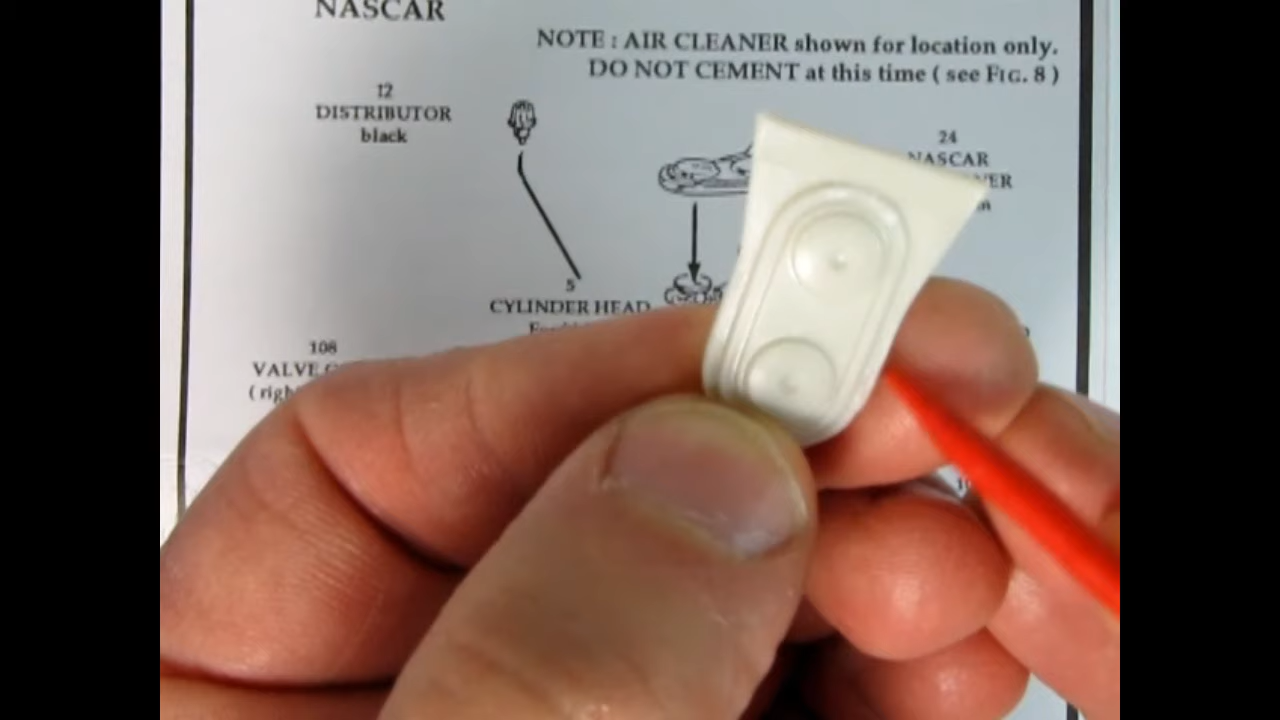 NASCAR
NOTE : AIR CLEANER shown for location only.
DO NOT CEMENT at this time ( see FIG. 8 )
12
DISTRIBUTOR
black
24
NASCAR
5
CYLINDER HEAD
108
VALVE